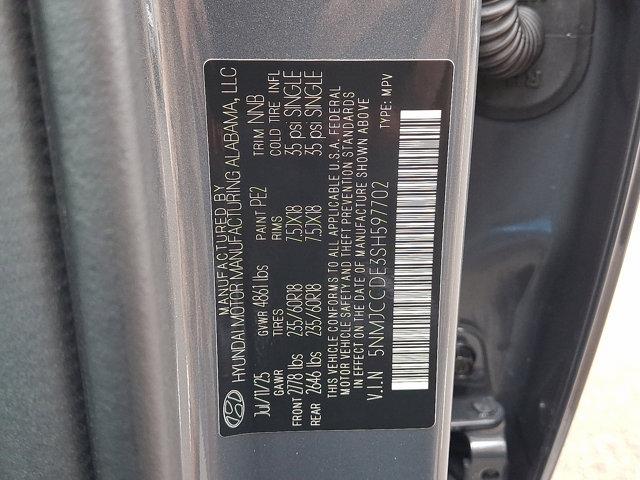 MANUFACTURED BY
HYUNDAI MOTOR MANUFACTURING ALABAMA, LLC
Jul/11/25 GVWR 4861 lbs PAINT PE2 TRIM NNB
GAWR TIRES RIMS COLD TIRE INFL
FRONT 2778 lbs 235/60R18 7.5JX18 35 psi SINGLE
REAR 2646 lbs 235/60R18 7.5JX18 35 psi SINGLE
THIS VEHICLE CONFORMS TO ALL APPLICABLE U.S.A. FEDERAL
MOTOR VEHICLE SAFETY AND THEFT PREVENTION STANDARDS
IN EFFECT ON THE DATE OF MANUFACTURE SHOWN ABOVE
V.I.N 5NMJCCDE3SH597702 TYPE: MPV